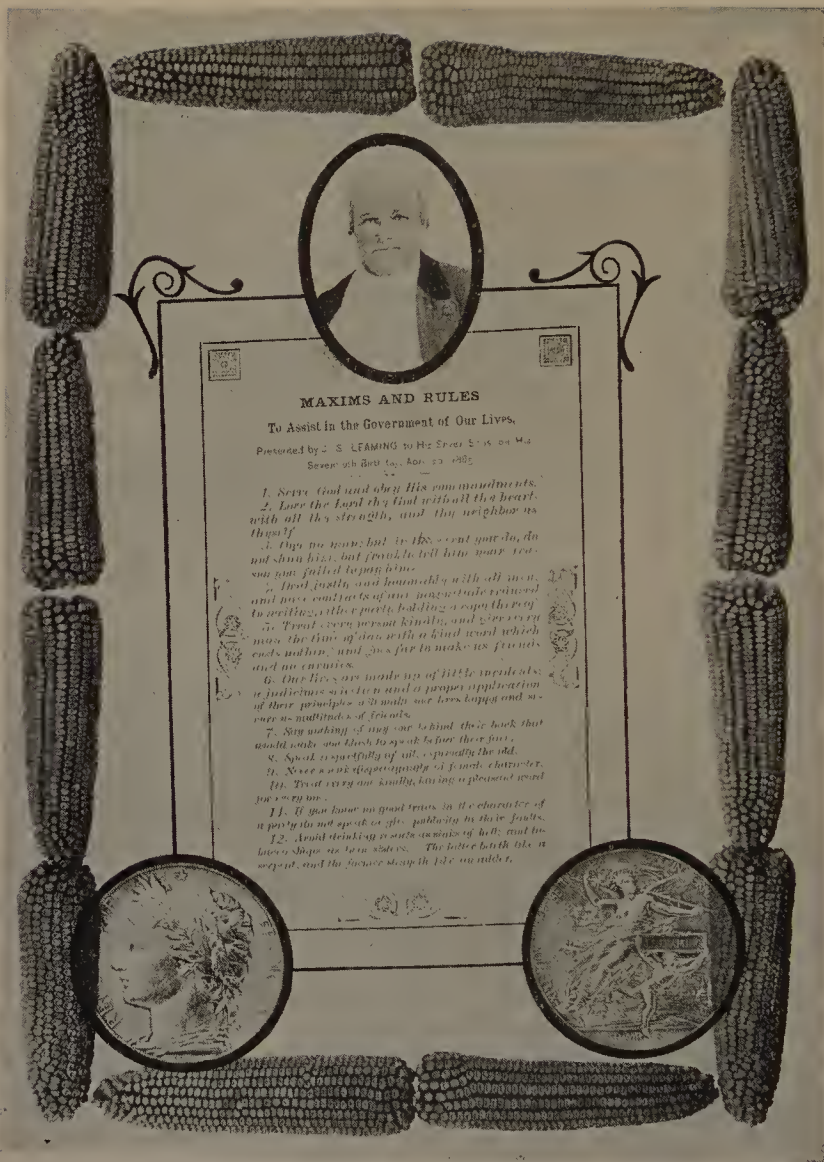 MAXIMS AND RULES
To Assist in the Government of Our Lives,
Presented by J. S. LEAMING to His Seven Sons on His
Birthday,
1. Serve God and obey His commandments.
2. Love the Lord thy God with all thy heart,
with all thy strength, and thy neighbor as
thyself
3. Owe no man; but in the event you do, do
not shun him, but frankly tell him your rea-
son you failed to pay him.
4. Deal justly and honorably with all men,
and have contracts of any magnitude reduced
to writing, either party holding a copy thereof
5. Treat every person kindly, and give every
man the time of day with a kind word which
costs nothing and goes far to make us friends
and no enemies.
6. Our lives are made up of little incidents;
a judicious selection and a proper application
of their principles will make our lives happy and se-
cure us multitudes of friends.
7. Say nothing of any one behind their back that
would make you blush to speak before their face.
8. Speak respectfully of all, especially the old.
9. Never speak disparagingly of female character.
10. Treat every one kindly, having a pleasant word
for every one.
11. If you know no good traits in the character of
a party do not speak or give publicity to their faults.
12. Avoid drinking as of hell; and
as twin sisters. The latter biteth like a
serpent, and the former stingeth like an adder.